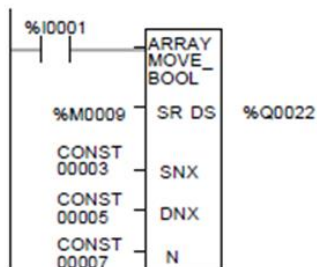 %I0001
ARRAY
MOVE_
BOOL
%M0009 SR DS %Q0022
CONST
00003 SNX
CONST
00005 DNX
CONST
00007 N